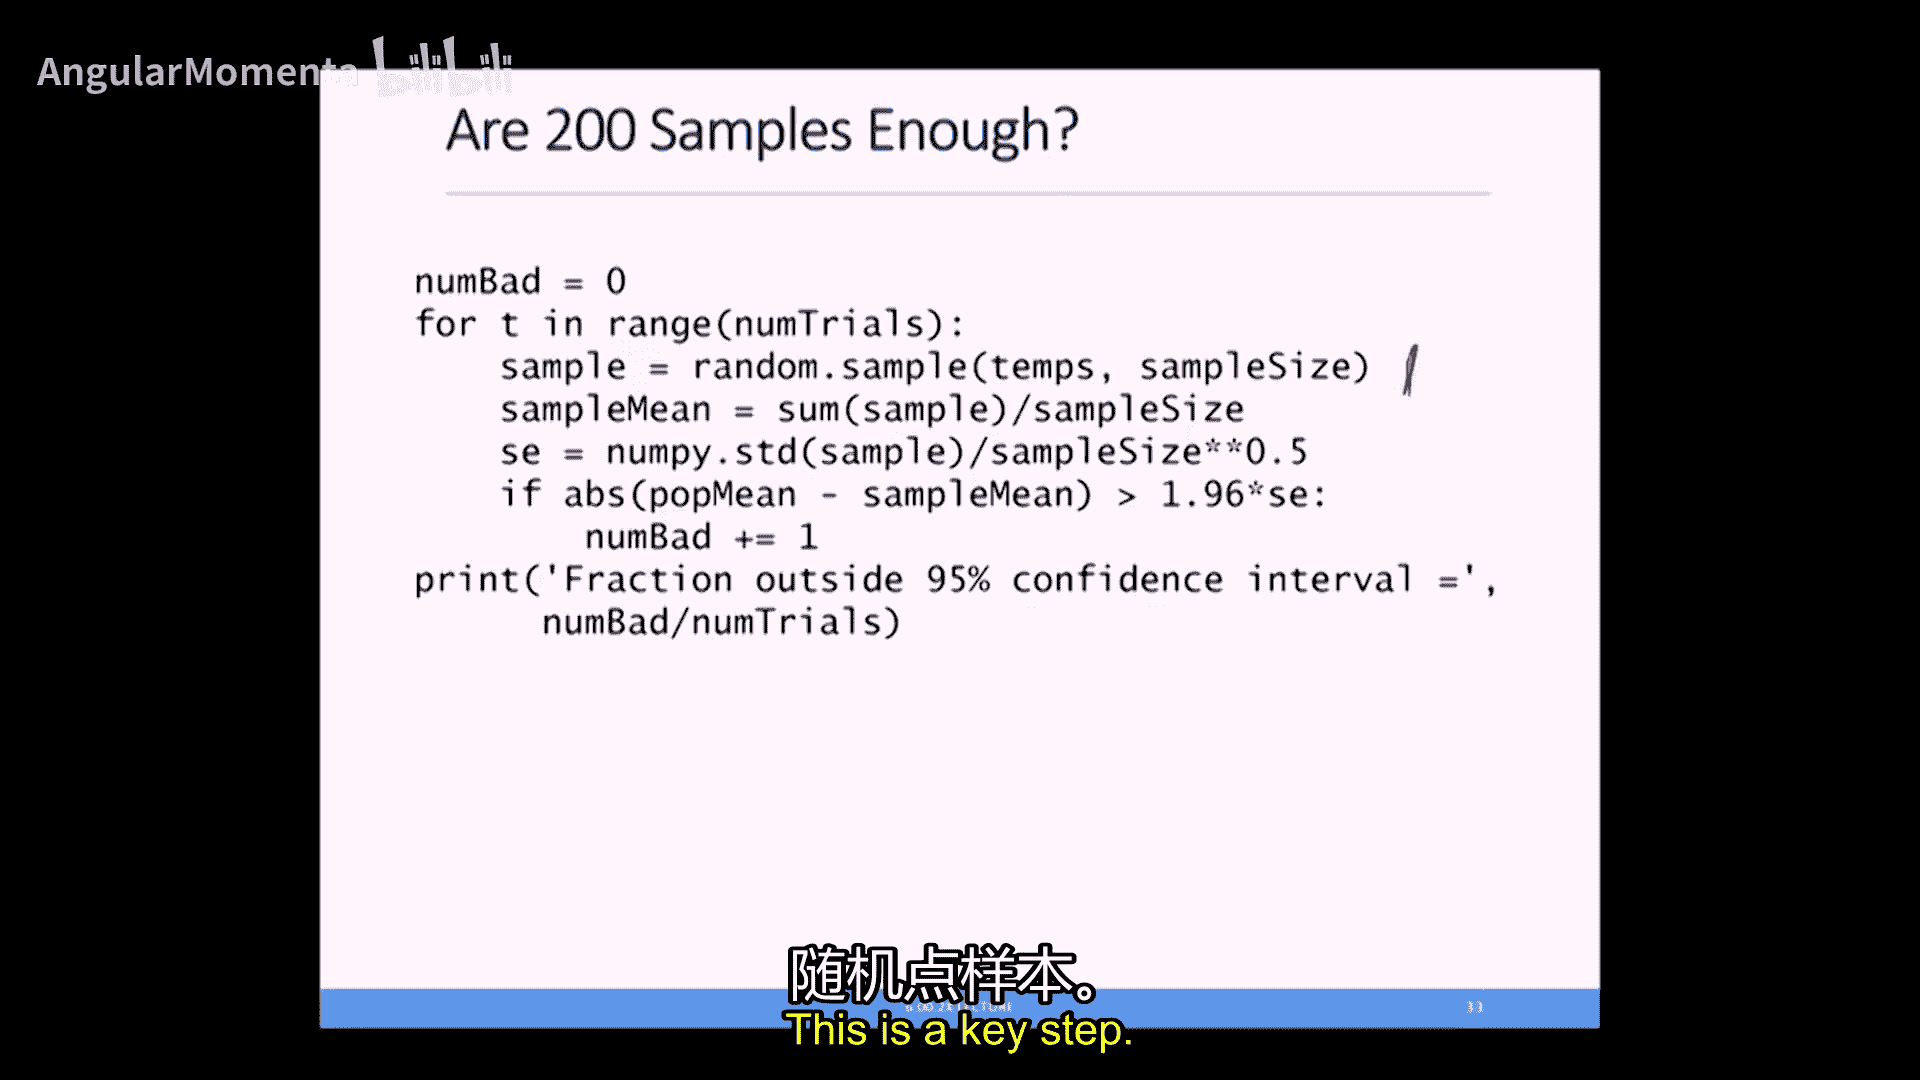 AngularMomenta bilibili
Are 200 Samples Enough?
numBad = 0
for t in range(numTrials):
    sample = random.sample(temps, sampleSize)
    sampleMean = sum(sample)/sampleSize
    se = numpy.std(sample)/sampleSize**0.5
    if abs(popMean - sampleMean) > 1.96*se:
        numBad += 1
print('Fraction outside 95% confidence interval =',
      numBad/numTrials)
随机点样本。
This is a key step.
33